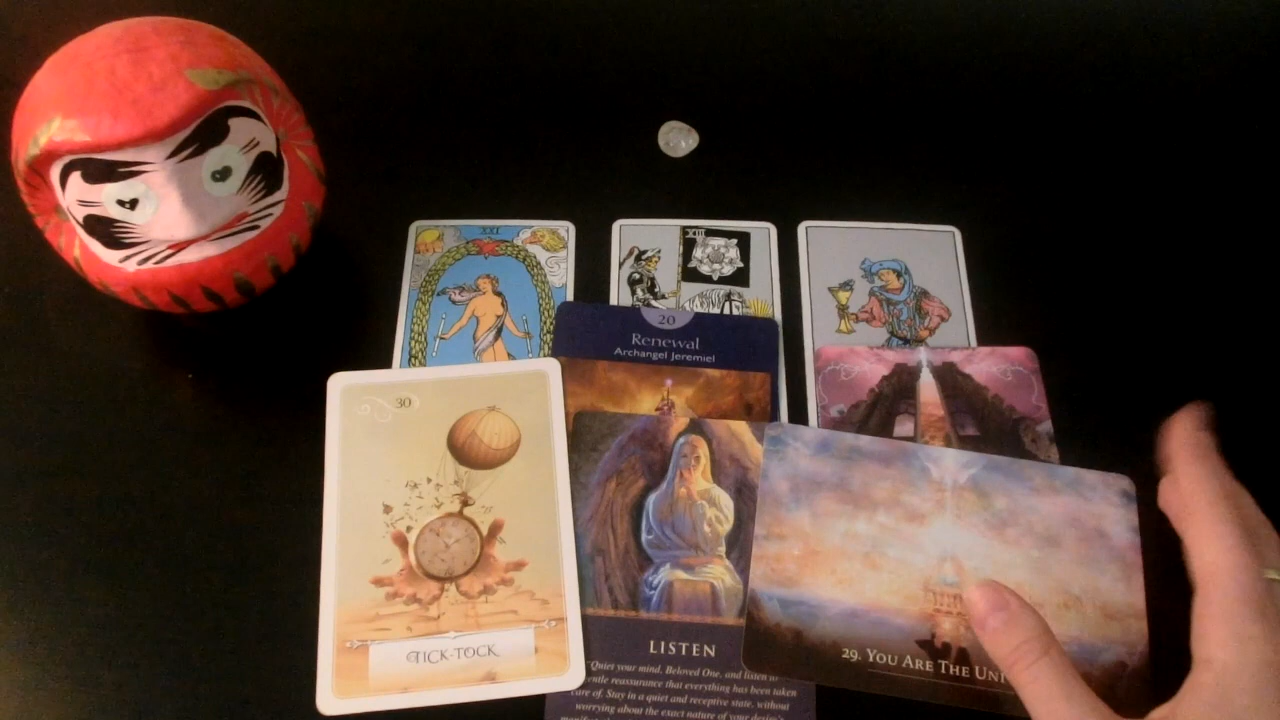 XXI
XIII
20
Renewal
Archangel Jeremiel
30
TICK-TOCK
LISTEN
Quiet your mind, Beloved One, and listen to
gentle reassurance that everything has been taken
care of. Stay in a quiet and receptive state, without
worrying about the exact nature of your desire's
29. YOU ARE THE UNI